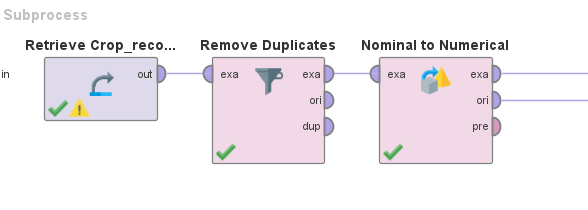 Subprocess
Retrieve Crop_reco... Remove Duplicates Nominal to Numerical
in out exa exa exa exa
ori ori
dup pre